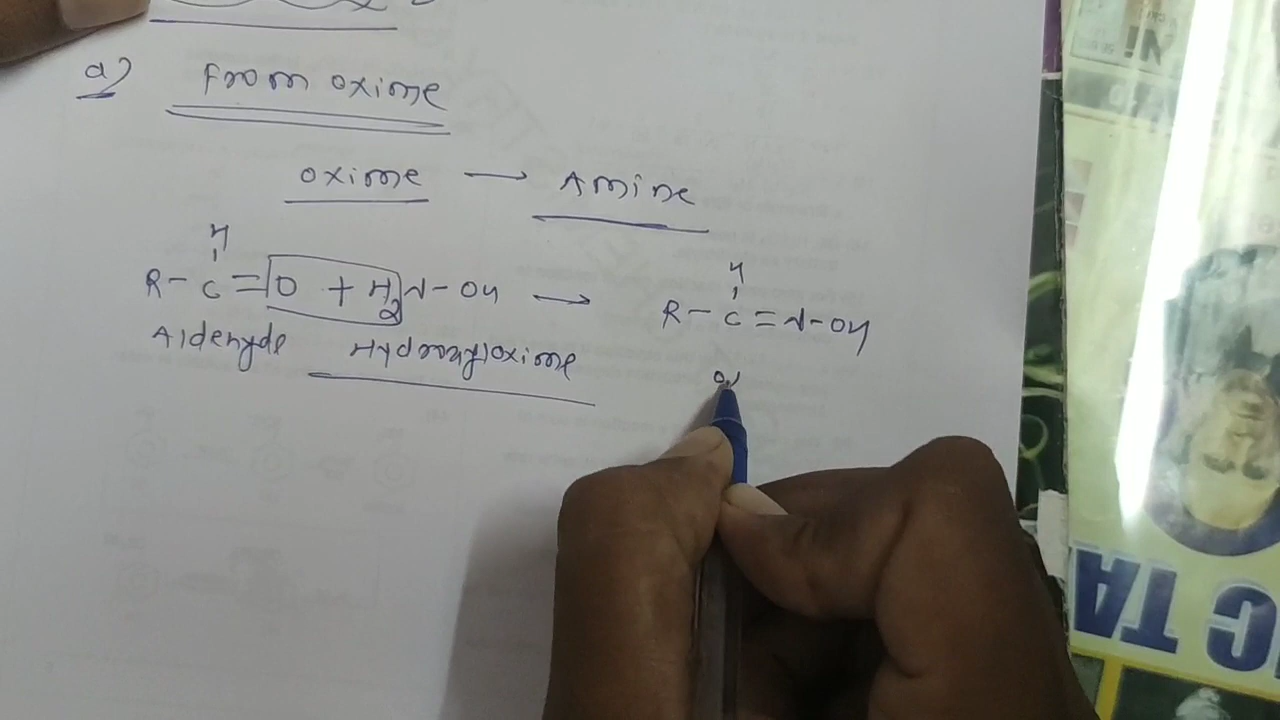 a)
From oxime
oxime → Amine
H H
R-C=O + H2N-OH → R-C=N-OH
Aldehyde Hydroxyloxime